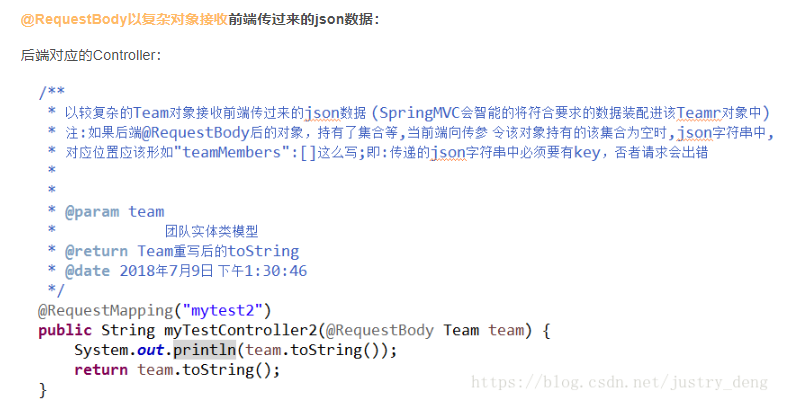 @RequestBody以复杂对象接收前端传过来的json数据：
后端对应的Controller：
/**
* 以较复杂的Team对象接收前端传过来的json数据 (SpringMVC会智能的将符合要求的数据装配进该Teamr对象中)
* 注:如果后端@RequestBody后的对象，持有了集合等,当前端向传参 令该对象持有的该集合为空时,json字符串中,
* 对应位置应该形如"teamMembers":[]这么写;即:传递的json字符串中必须要有key，否者请求会出错
*
*
* @param team
* 团队实体类模型
* @return Team重写后的toString
* @date 2018年7月9日 下午1:30:46
*/
@RequestMapping("mytest2")
public String myTestController2(@RequestBody Team team) {
System.out.println(team.toString());
return team.toString();
}
https://blog.csdn.net/justry_deng